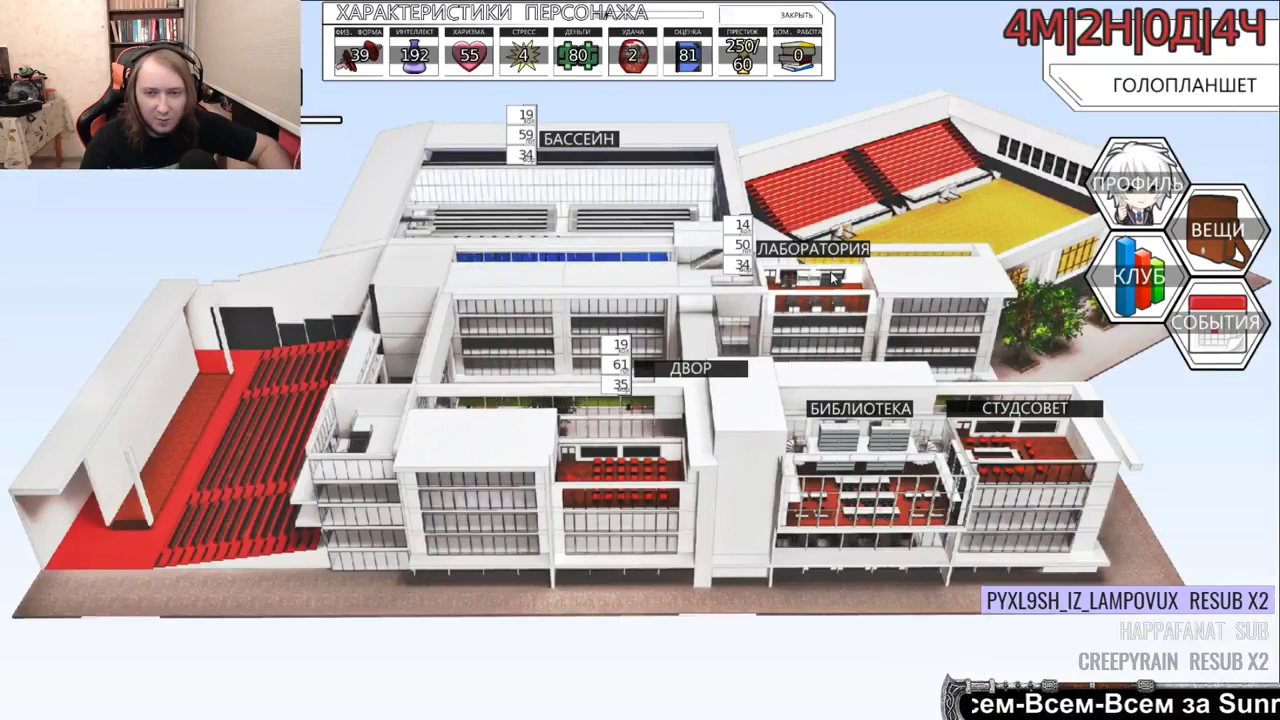 ХАРАКТЕРИСТИКИ ПЕРСОНАЖА
ЗАКРЫТЬ
ФИЗ. ФОРМА ИНТЕЛЛЕКТ ХАРИЗМА СТРЕСС ДЕНЬГИ УДАЧА ОЦЕНКА ПРЕСТИЖ ДОМ. РАБОТА
39 192 55 4 80 2 81 250/60 0
4М|2Н|0Д|4Ч
ГОЛОПЛАНШЕТ
ПРОФИЛЬ
ВЕЩИ
КЛУБ
СОБЫТИЯ
19
59
34
БАССЕИН
14
50
34
ЛАБОРАТОРИЯ
19
61
35
ДВОР
БИБЛИОТЕКА
СТУДСОВЕТ
PYXL9SH_IZ_LAMPOVUX RESUB X2
HAPPAFANAT SUB
CREEPYRAIN RESUB X2
сем-Всем-Всем за Sunr